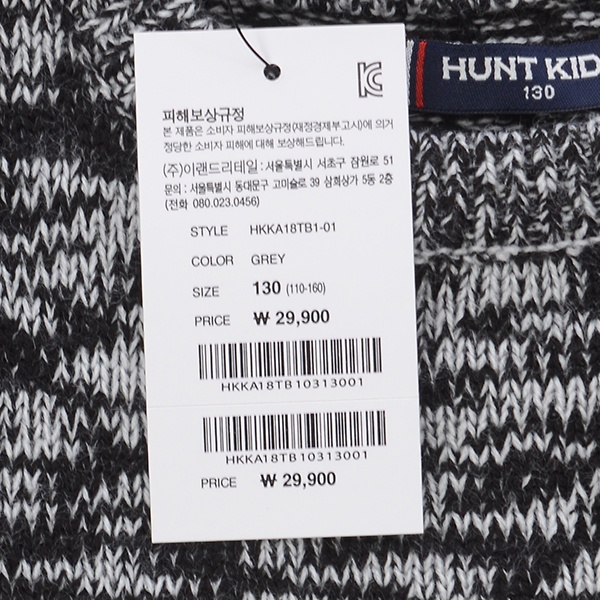 HUNT KID
130
피해보상규정
본 제품은 소비자 피해보상규정(재정경제부고시)에 의거
정당한 소비자 피해에 대해 보상해드립니다.
(주)이랜드리테일 : 서울특별시 서초구 잠원로 51
문의 : 서울특별시 동대문구 고미술로 39 삼희상가 5동 2층
(전화 080.023.0456)
STYLE HKKA18TB1-01
COLOR GREY
SIZE 130 (110-160)
PRICE ₩ 29,900
HKKA18TB10313001
HKKA18TB10313001
PRICE ₩ 29,900